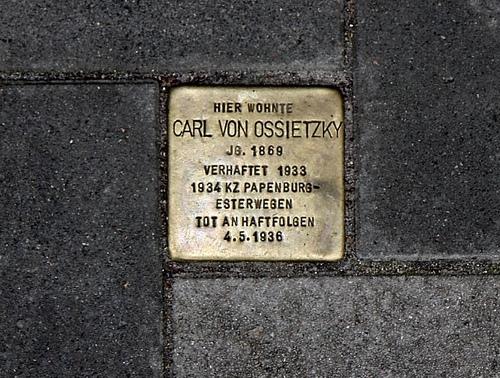 HIER WOHNTE
CARL VON OSSIETZKY
JG. 1869
VERHAFTET 1933
1934 KZ PAPENBURG-
ESTERWEGEN
TOT AN HAFTFOLGEN
4.5.1936